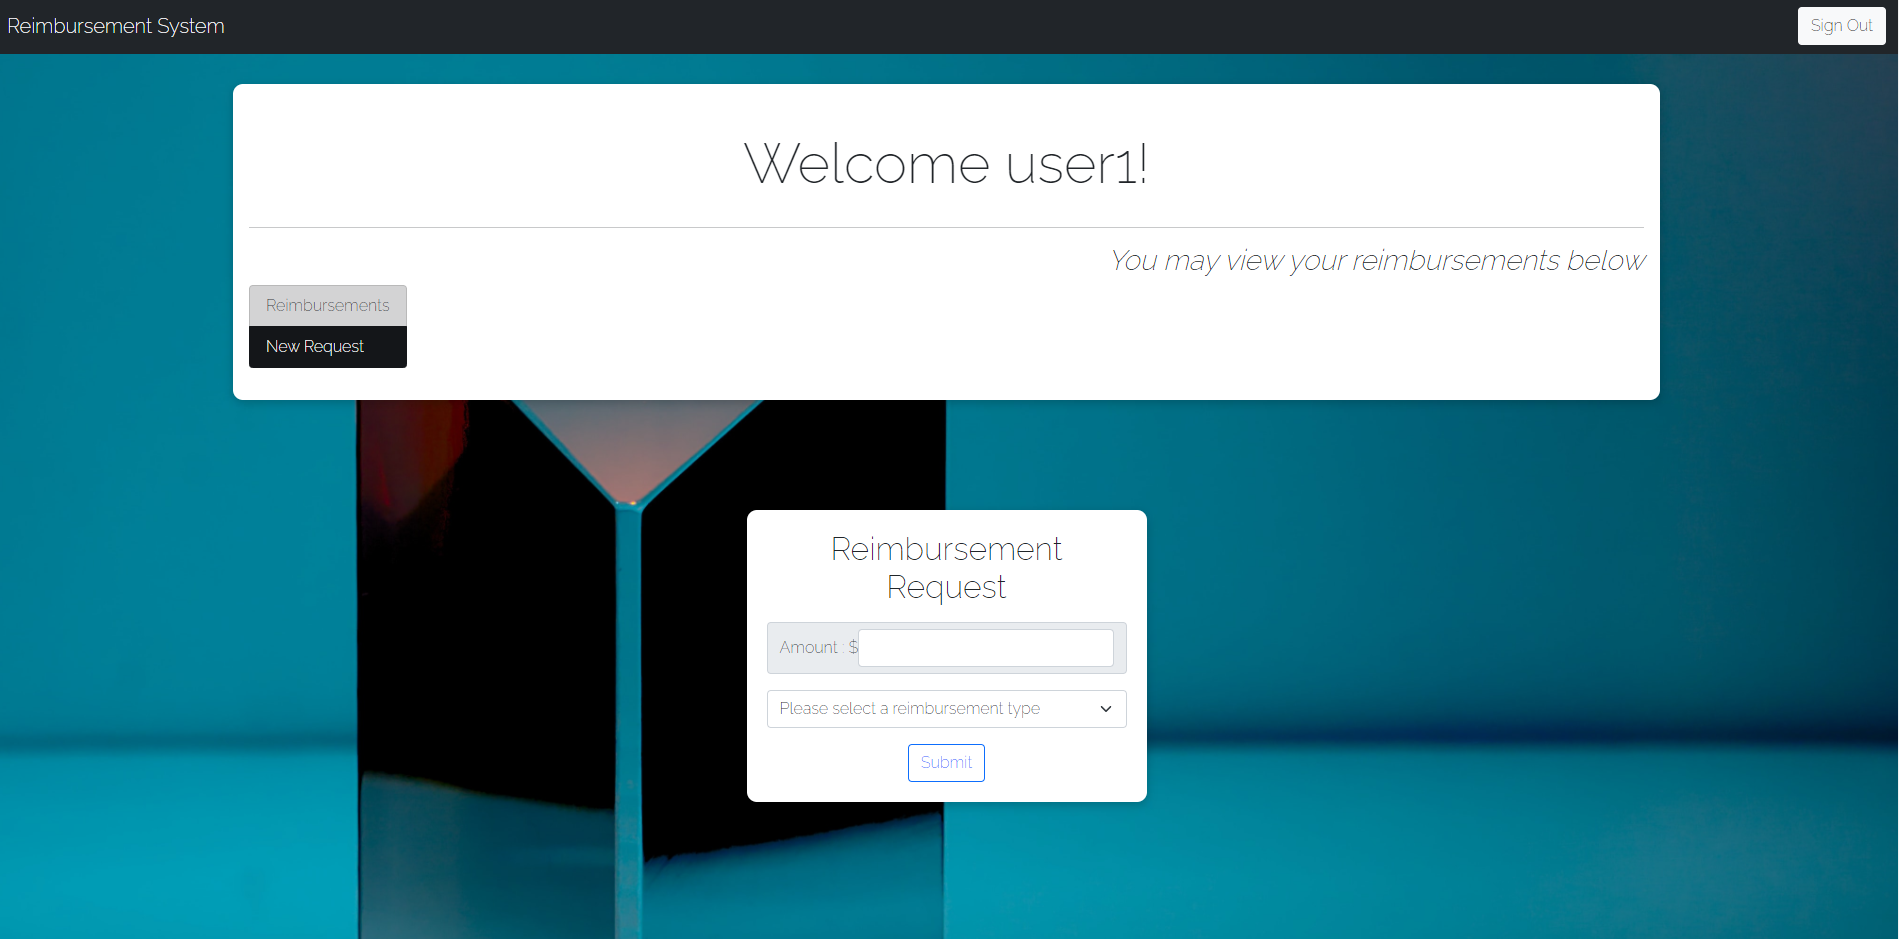 Reimbursement System
Sign Out
Welcome user1!
You may view your reimbursements below
Reimbursements
New Request
Reimbursement
Request
Amount : $
Please select a reimbursement type
Submit